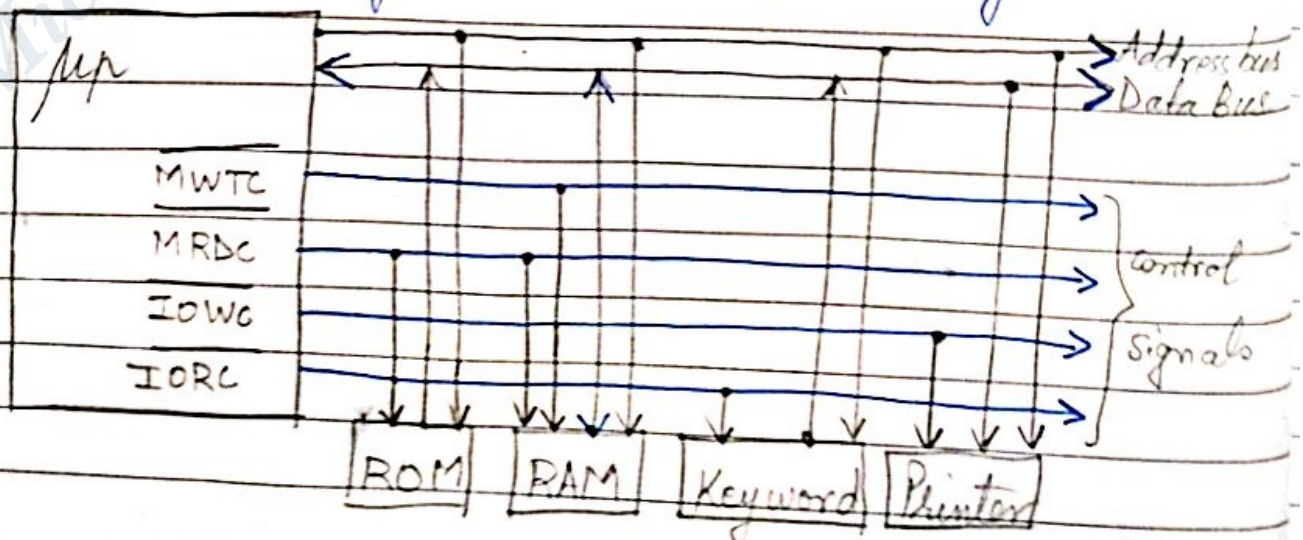 Address bus
μp
Data Bus
MWTC
MRDC
control
IOWC
signals
IORC
ROM RAM Keyword Printer